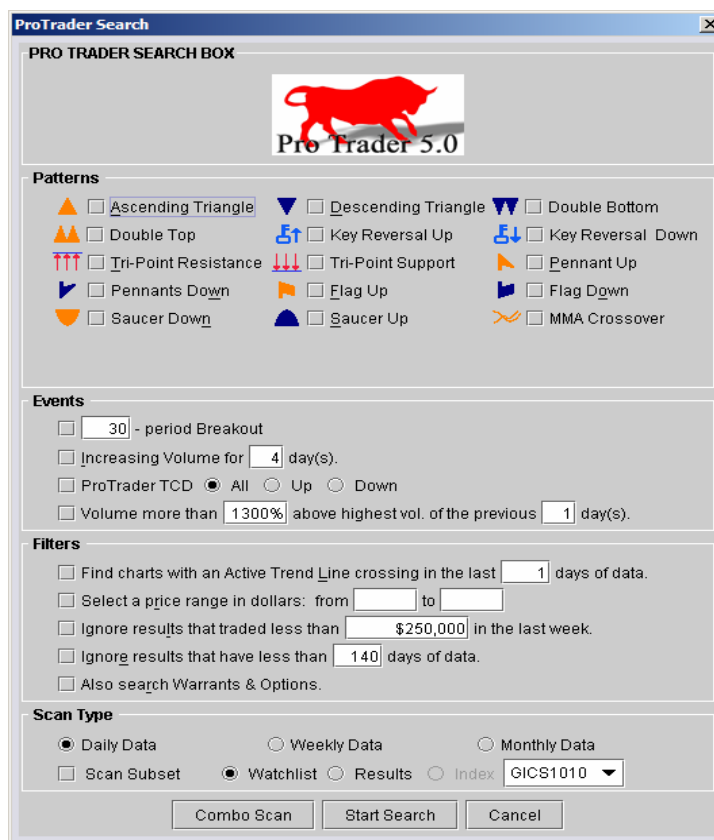 ProTrader Search
PRO TRADER SEARCH BOX
Pro Trader 5.0
Patterns
Ascending Triangle Descending Triangle Double Bottom
Double Top Key Reversal Up Key Reversal Down
Tri-Point Resistance Tri-Point Support Pennant Up
Pennants Down Flag Up Flag Down
Saucer Down Saucer Up MMA Crossover
Events
30 - period Breakout
Increasing Volume for 4 day(s).
ProTrader TCD All Up Down
Volume more than 1300% above highest vol. of the previous 1 day(s).
Filters
Find charts with an Active Trend Line crossing in the last 1 days of data.
Select a price range in dollars: from to
Ignore results that traded less than $250,000 in the last week.
Ignore results that have less than 140 days of data.
Also search Warrants & Options.
Scan Type
Daily Data Weekly Data Monthly Data
Scan Subset Watchlist Results Index GICS1010
Combo Scan Start Search Cancel